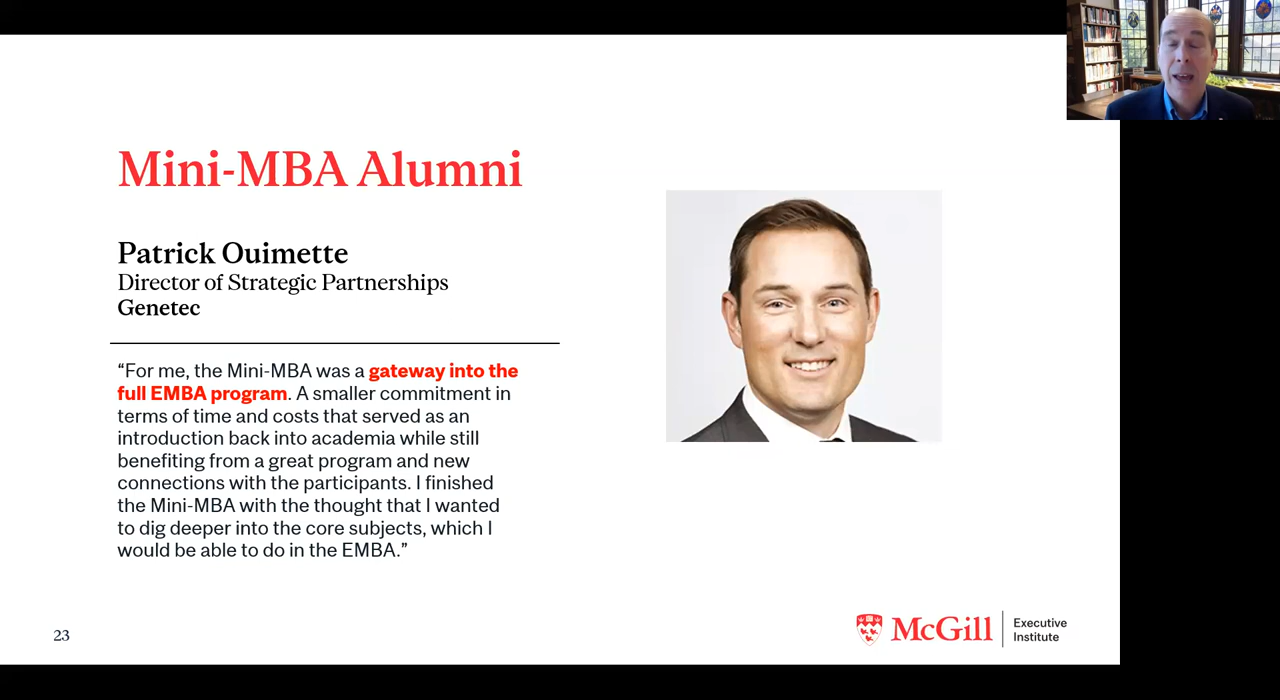 Mini-MBA Alumni
Patrick Ouimette
Director of Strategic Partnerships
Genetec
“For me, the Mini-MBA was a gateway into the
full EMBA program. A smaller commitment in
terms of time and costs that served as an
introduction back into academia while still
benefiting from a great program and new
connections with the participants. I finished
the Mini-MBA with the thought that I wanted
to dig deeper into the core subjects, which I
would be able to do in the EMBA.”
23
McGill
Executive
Institute